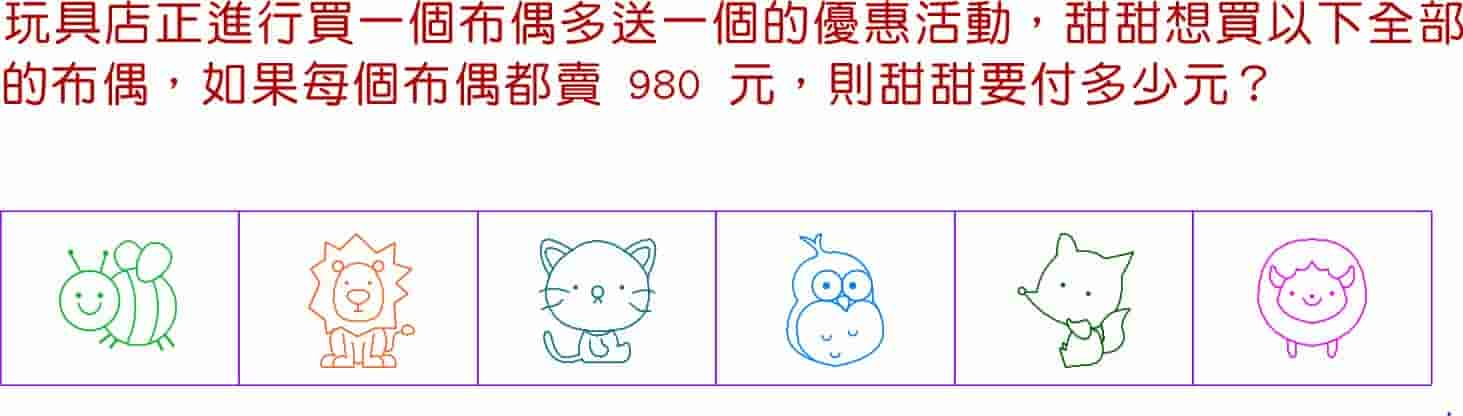 玩具店正進行買一個布偶多送一個的優惠活動，甜甜想買以下全部
的布偶，如果每個布偶都賣 980 元，則甜甜要付多少元？